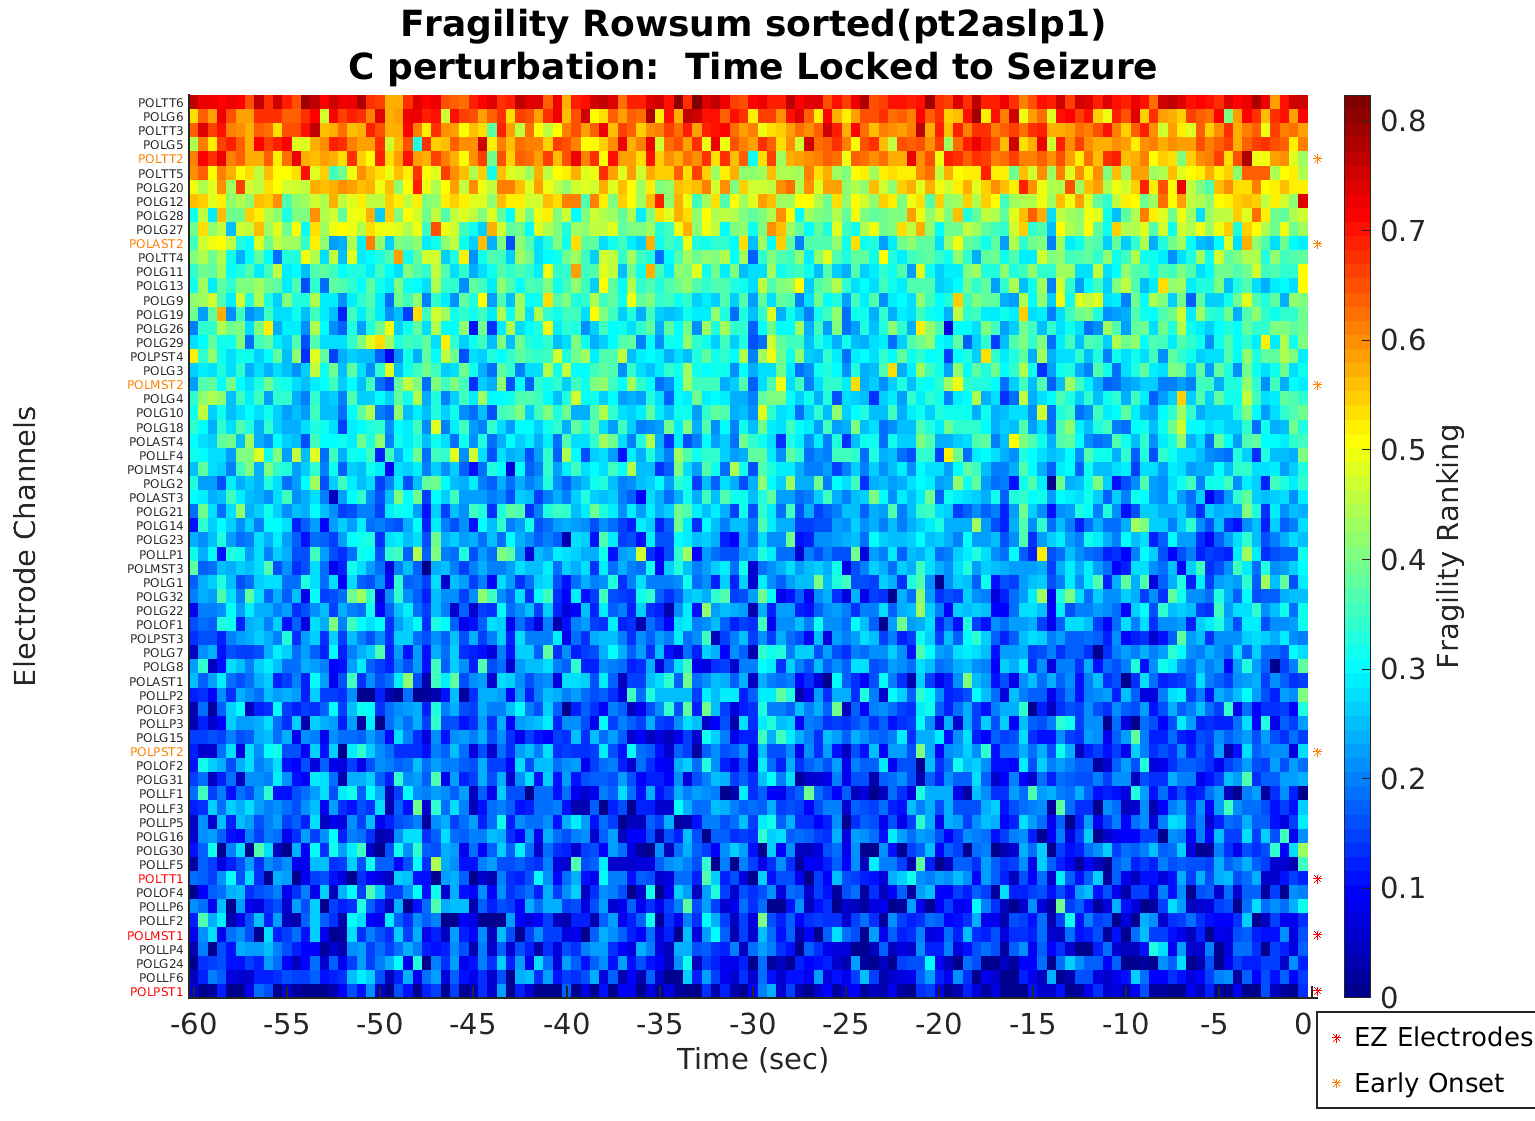 Fragility Rowsum sorted(pt2aslp1)
C perturbation:  Time Locked to Seizure
Electrode Channels
POLTT6
POLG6
POLTT3
POLG5
POLTT2
POLTT5
POLG20
POLG12
POLG28
POLG27
POLAST2
POLTT4
POLG11
POLG13
POLG9
POLG19
POLG26
POLG29
POLPST4
POLG3
POLMST2
POLG4
POLG10
POLG18
POLAST4
POLLF4
POLMST4
POLG2
POLAST3
POLG21
POLG14
POLG23
POLLP1
POLMST3
POLG1
POLG32
POLG22
POLOF1
POLPST3
POLG7
POLG8
POLAST1
POLLP2
POLOF3
POLLP3
POLG15
POLPST2
POLOF2
POLG31
POLLF1
POLLF3
POLLP5
POLG16
POLG30
POLLF5
POLTT1
POLOF4
POLLP6
POLLF2
POLMST1
POLLP4
POLG24
POLLF6
POLPST1
-60 -55 -50 -45 -40 -35 -30 -25 -20 -15 -10 -5 0
Time (sec)
0.8
0.7
0.6
0.5
0.4
0.3
0.2
0.1
0
Fragility Ranking
EZ Electrodes
Early Onset